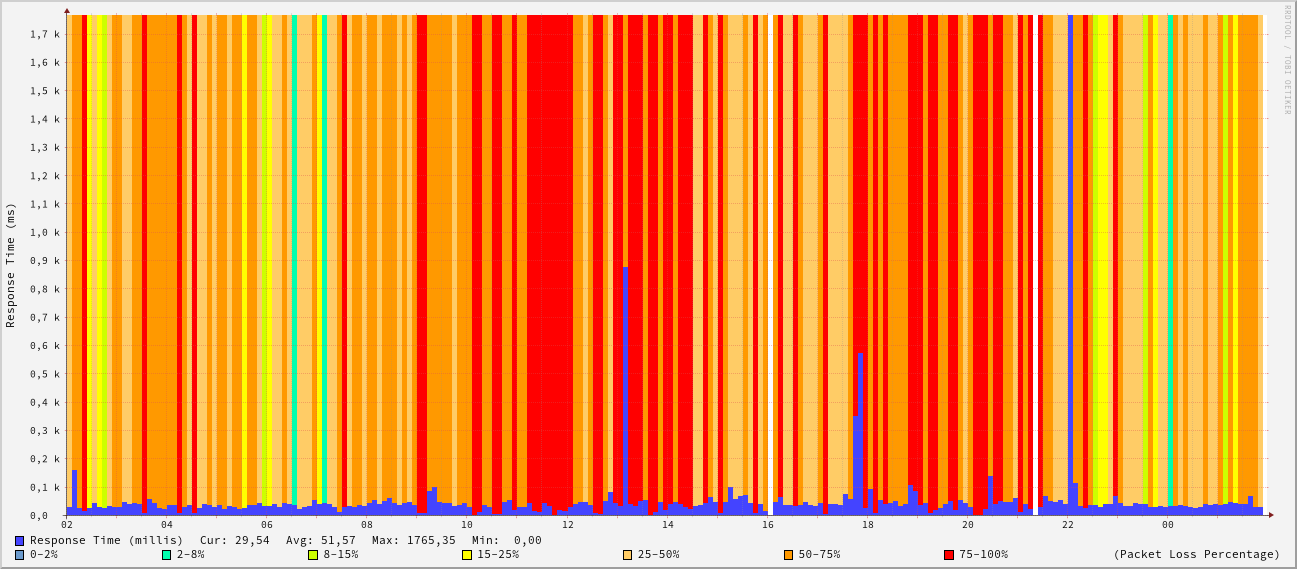 RRDTOOL / TOBI OETIKER
Response Time (ms)
1,7 k
1,6 k
1,5 k
1,4 k
1,3 k
1,2 k
1,1 k
1,0 k
0,9 k
0,8 k
0,7 k
0,6 k
0,5 k
0,4 k
0,3 k
0,2 k
0,1 k
0,0
02 04 06 08 10 12 14 16 18 20 22 00
Response Time (millis) Cur: 29,54 Avg: 51,57 Max: 1765,35 Min: 0,00
0-2% 2-8% 8-15% 15-25% 25-50% 50-75% 75-100% (Packet Loss Percentage)